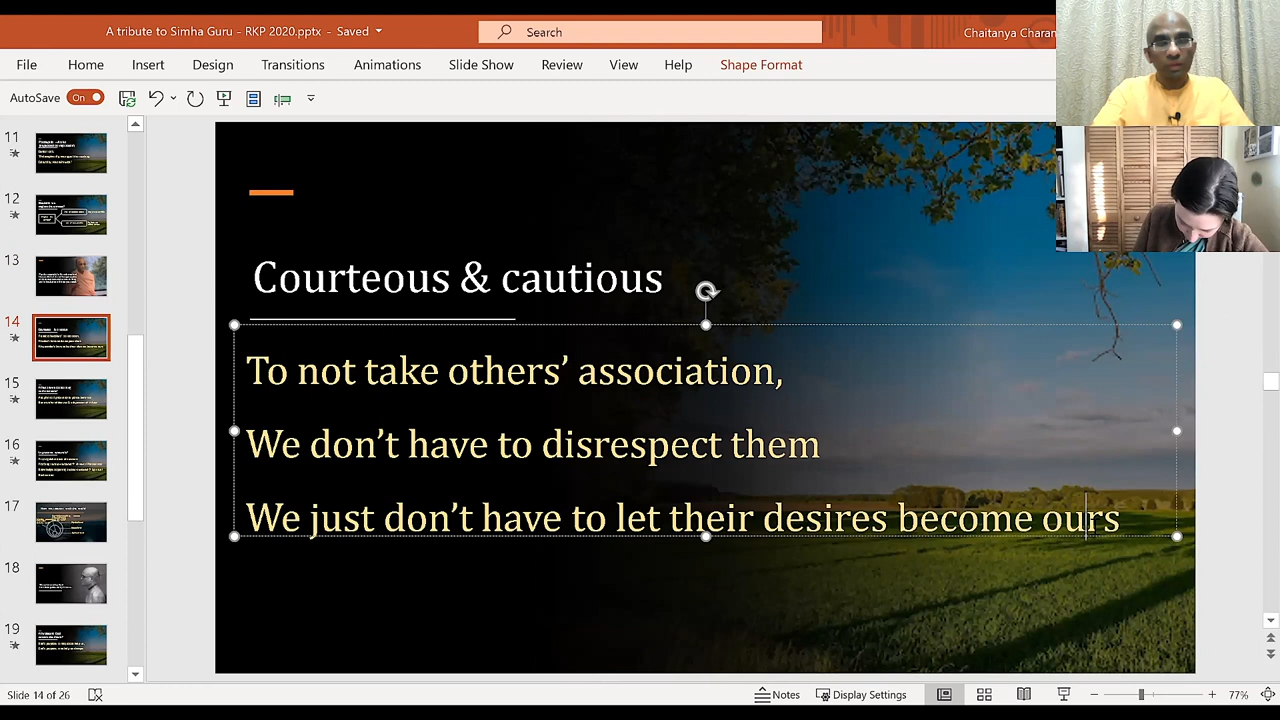 A tribute to Simha Guru - RKP 2020.pptx - Saved
Search
Chaitanya Charan
File Home Insert Design Transitions Animations Slide Show Review View Help Shape Format
AutoSave On
11
12
13
14
15
16
17
18
19
Courteous & cautious
To not take others’ association,
We don’t have to disrespect them
We just don’t have to let their desires become ours
Slide 14 of 26
Notes Display Settings 77%